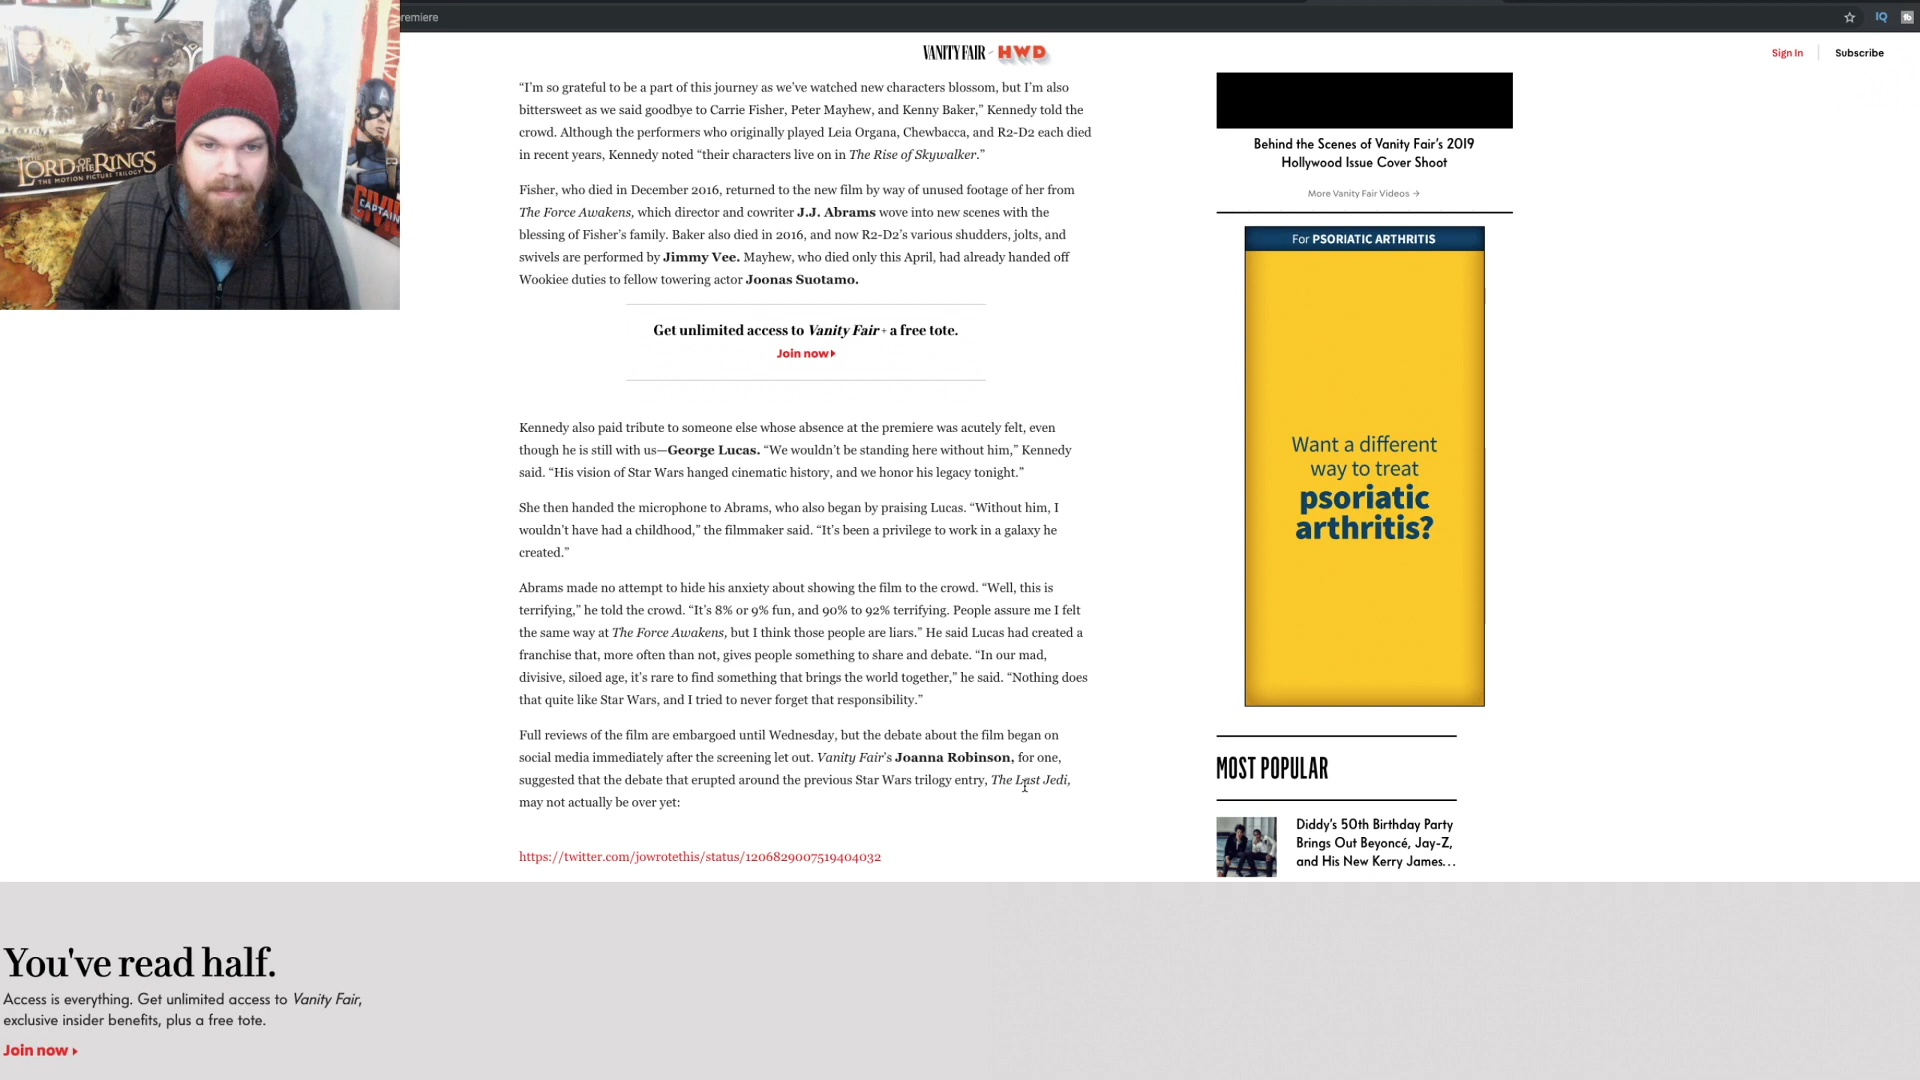 remiere
VANITY FAIR HWD
Sign In
Subscribe
THE
LORD OF THE RINGS
THE MOTION PICTURE TRILOGY
CAPTAIN
CIVIL
“I’m so grateful to be a part of this journey as we’ve watched new characters blossom, but I’m also
bittersweet as we said goodbye to Carrie Fisher, Peter Mayhew, and Kenny Baker,” Kennedy told the
crowd. Although the performers who originally played Leia Organa, Chewbacca, and R2-D2 each died
in recent years, Kennedy noted “their characters live on in The Rise of Skywalker.”
Fisher, who died in December 2016, returned to the new film by way of unused footage of her from
The Force Awakens, which director and cowriter J.J. Abrams wove into new scenes with the
blessing of Fisher’s family. Baker also died in 2016, and now R2-D2’s various shudders, jolts, and
swivels are performed by Jimmy Vee. Mayhew, who died only this April, had already handed off
Wookiee duties to fellow towering actor Joonas Suotamo.
Get unlimited access to Vanity Fair + a free tote.
Join now
Kennedy also paid tribute to someone else whose absence at the premiere was acutely felt, even
though he is still with us—George Lucas. “We wouldn’t be standing here without him,” Kennedy
said. “His vision of Star Wars hanged cinematic history, and we honor his legacy tonight.”
She then handed the microphone to Abrams, who also began by praising Lucas. “Without him, I
wouldn’t have had a childhood,” the filmmaker said. “It’s been a privilege to work in a galaxy he
created.”
Abrams made no attempt to hide his anxiety about showing the film to the crowd. “Well, this is
terrifying,” he told the crowd. “It’s 8% or 9% fun, and 90% to 92% terrifying. People assure me I felt
the same way at The Force Awakens, but I think those people are liars.” He said Lucas had created a
franchise that, more often than not, gives people something to share and debate. “In our mad,
divisive, siloed age, it’s rare to find something that brings the world together,” he said. “Nothing does
that quite like Star Wars, and I tried to never forget that responsibility.”
Full reviews of the film are embargoed until Wednesday, but the debate about the film began on
social media immediately after the screening let out. Vanity Fair’s Joanna Robinson, for one,
suggested that the debate that erupted around the previous Star Wars trilogy entry, The Last Jedi,
may not actually be over yet:
https://twitter.com/jowrotethis/status/1206829007519404032
Behind the Scenes of Vanity Fair’s 2019
Hollywood Issue Cover Shoot
More Vanity Fair Videos →
For PSORIATIC ARTHRITIS
Want a different
way to treat
psoriatic
arthritis?
MOST POPULAR
Diddy’s 50th Birthday Party
Brings Out Beyoncé, Jay-Z,
and His New Kerry James…
You've read half.
Access is everything. Get unlimited access to Vanity Fair,
exclusive insider benefits, plus a free tote.
Join now